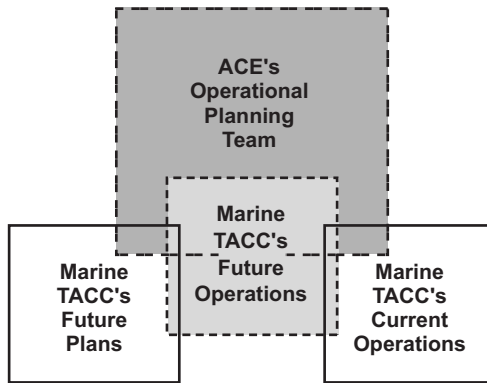 ACE's
Operational
Planning
Team
Marine
TACC's
Future
Operations
Marine
TACC's
Future
Plans
Marine
TACC's
Current
Operations